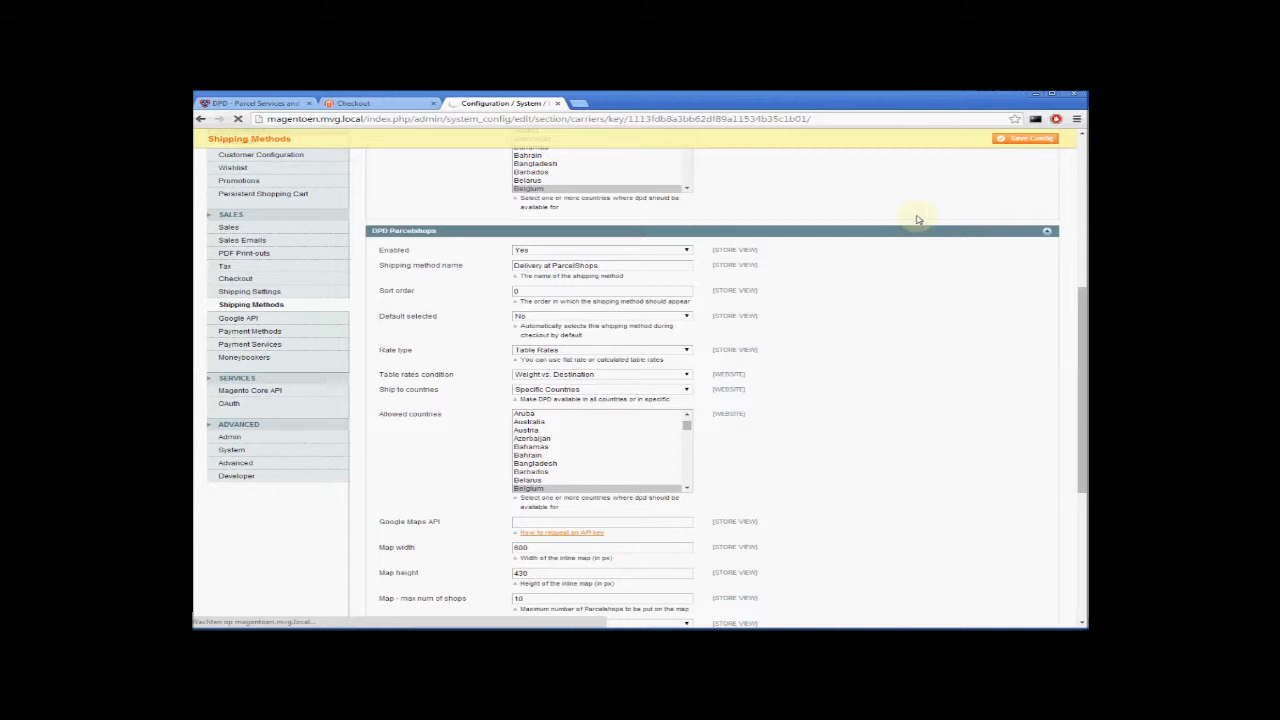 DPD - Parcel Services and
Checkout
Configuration / System /
magentoen.mvg.local/index.php/admin/system_config/edit/section/carriers/key/1113fdb8a3bb62df89a11534b35c1b01/
Shipping Methods
Save Config
Customer Configuration
Wishlist
Promotions
Persistent Shopping Cart
SALES
Sales
Sales Emails
PDF Print-outs
Tax
Checkout
Shipping Settings
Shipping Methods
Google API
Payment Methods
Payment Services
Moneybookers
SERVICES
Magento Core API
OAuth
ADVANCED
Admin
System
Advanced
Developer
Bahamas
Bahrain
Bangladesh
Barbados
Belarus
Belgium
Select one or more countries where dpd should be
available for
DPD Parcelshops
Enabled Yes [STORE VIEW]
Shipping method name Delivery at ParcelShops [STORE VIEW]
The name of the shipping method
Sort order 0 [STORE VIEW]
The order in which the shipping method should appear
Default selected No [STORE VIEW]
Automatically selects this shipping method during
checkout by default
Rate type Table Rates [STORE VIEW]
You can use flat rate or calculated table rates
Table rates condition Weight vs. Destination [WEBSITE]
Ship to countries Specific Countries [WEBSITE]
Make DPD available in all countries or in specific
Allowed countries [WEBSITE]
Aruba
Australia
Austria
Azerbaijan
Bahamas
Bahrain
Bangladesh
Barbados
Belarus
Belgium
Select one or more countries where dpd should be
available for
Google Maps API [STORE VIEW]
How to request an API key
Map width 600 [STORE VIEW]
Width of the inline map (in px)
Map height 430 [STORE VIEW]
Height of the inline map (in px)
Map - max num of shops 10 [STORE VIEW]
Maximum number of Parcelshops to be put on the map
[STORE VIEW]
Wachten op magentoen.mvg.local...